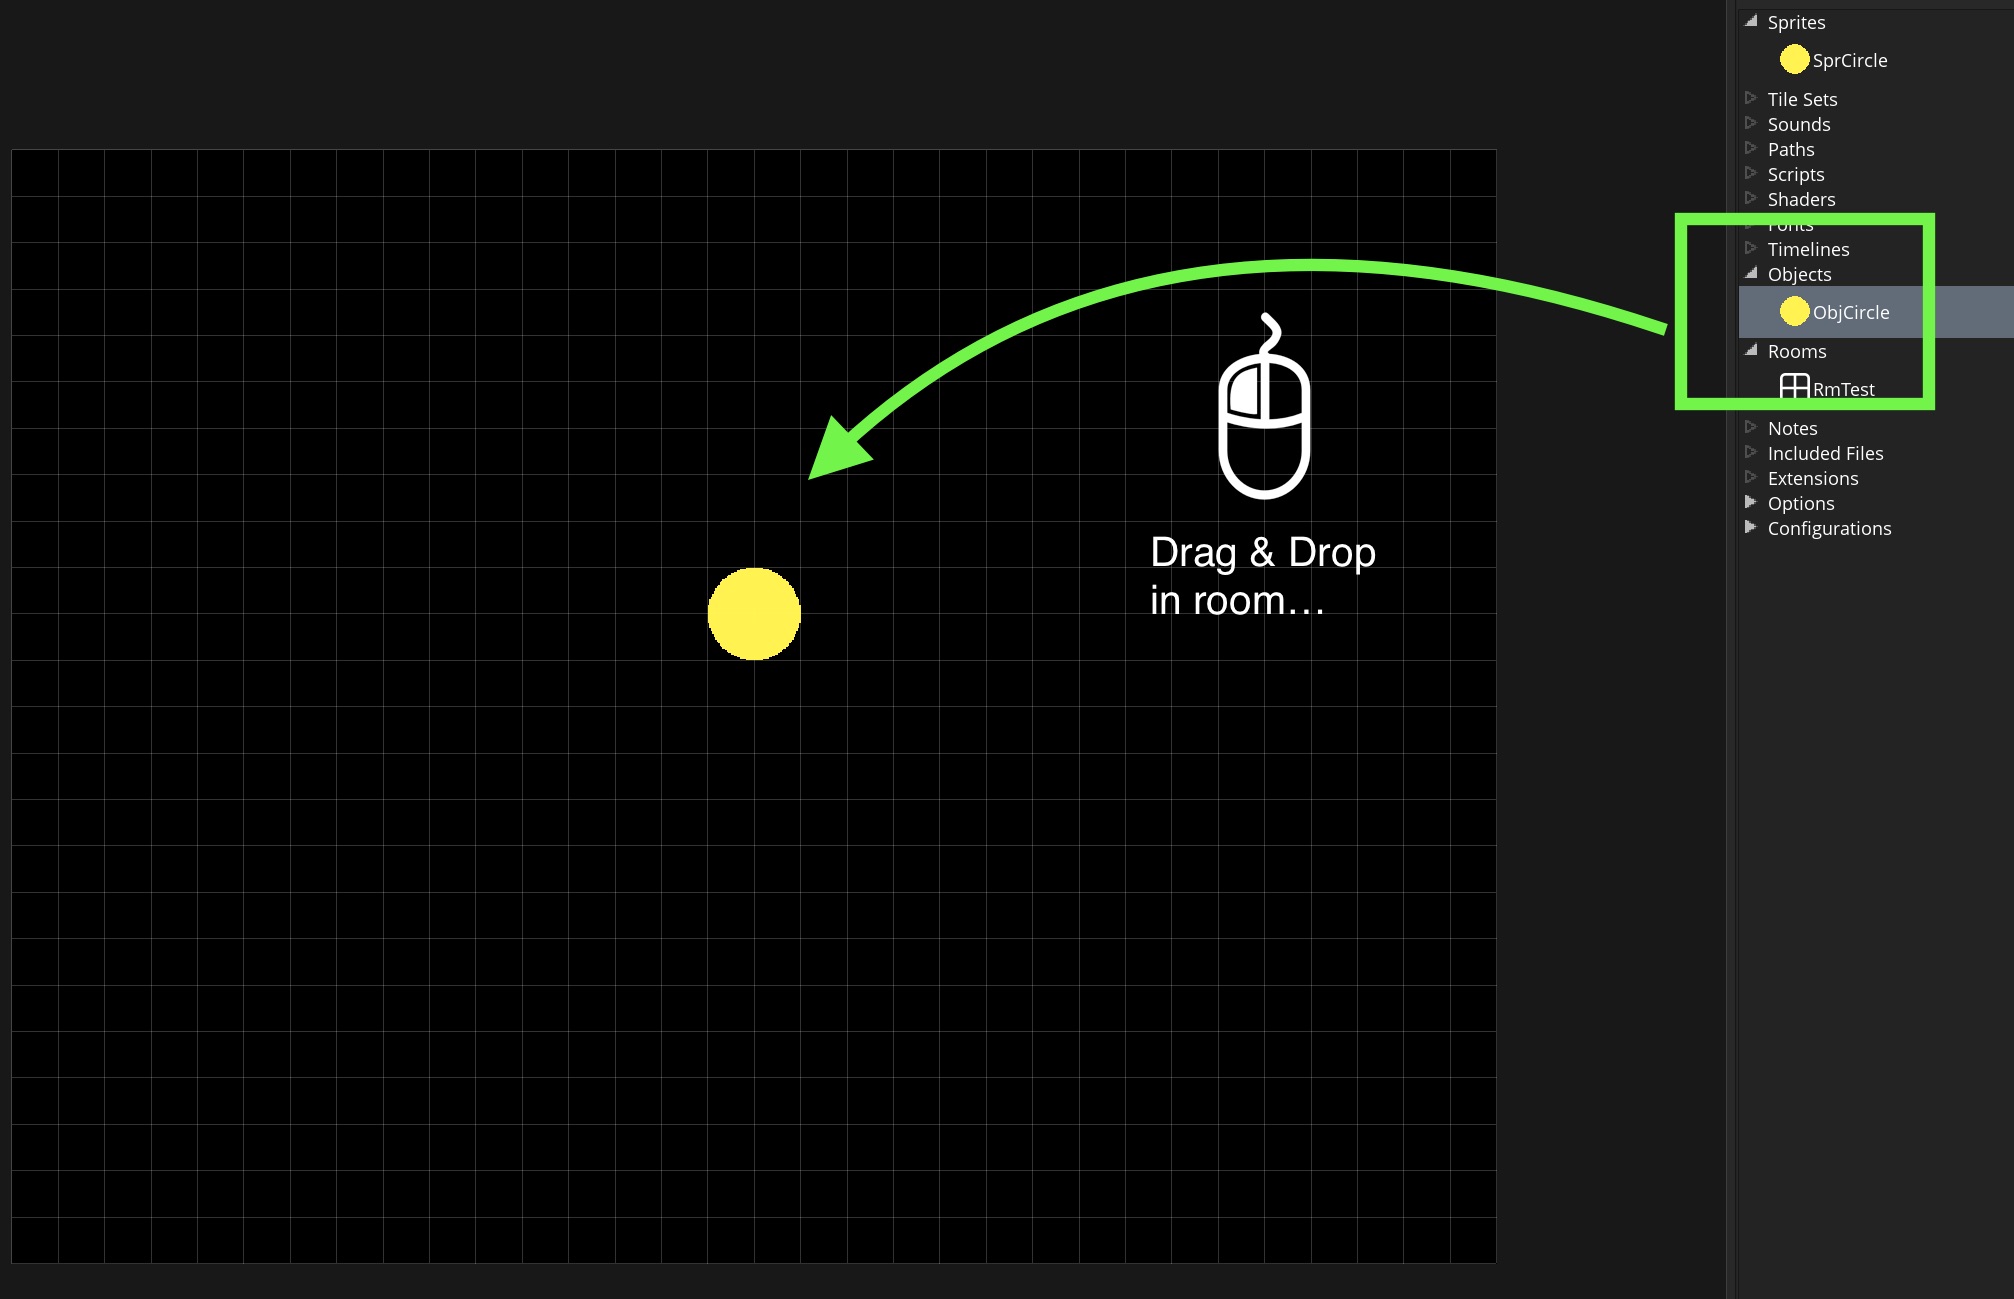 Sprites
SprCircle
Tile Sets
Sounds
Paths
Scripts
Shaders
Fonts
Timelines
Objects
ObjCircle
Rooms
RmTest
Notes
Included Files
Extensions
Options
Configurations
Drag & Drop
in room...